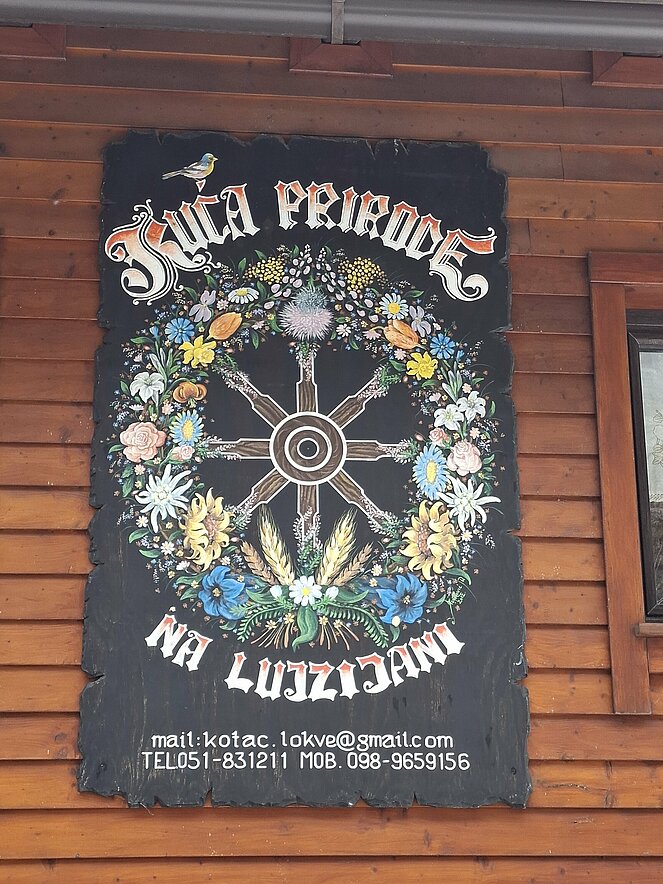 KUĆA PRIRODE
NA LUJZIJANI
mail:kotac.lokve@gmail.com
TEL051-831211 MOB.098-9659156